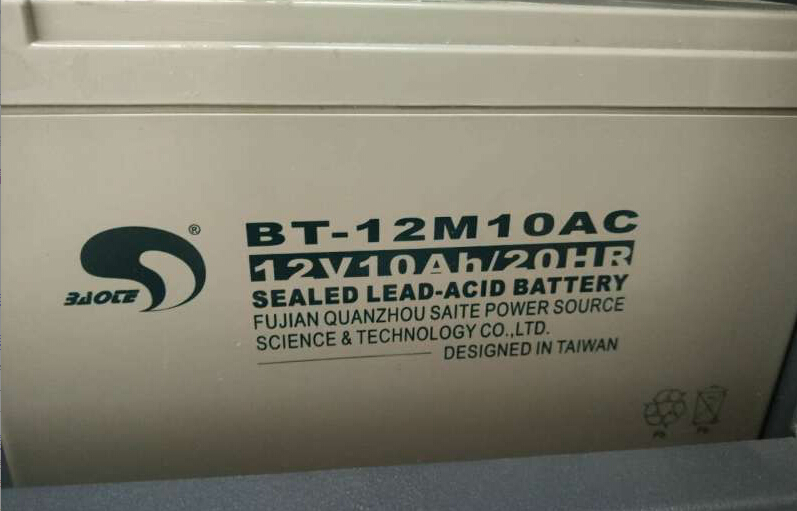 BT-12M10AC
12V10Ah/20HR
SEALED LEAD-ACID BATTERY
BAOTE
®
FUJIAN QUANZHOU SAITE POWER SOURCE
SCIENCE & TECHNOLOGY CO.,LTD.
DESIGNED IN TAIWAN